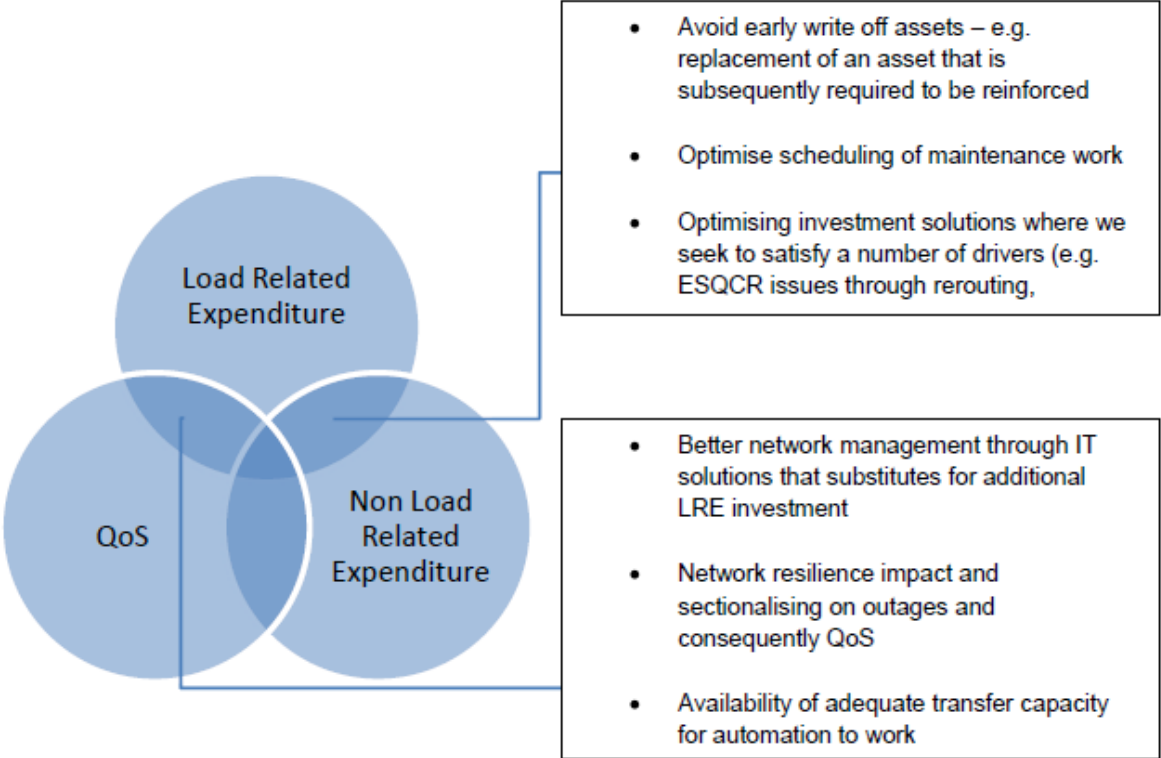 Load Related
Expenditure
QoS
Non Load
Related
Expenditure
• Avoid early write off assets – e.g.
replacement of an asset that is
subsequently required to be reinforced
• Optimise scheduling of maintenance work
• Optimising investment solutions where we
seek to satisfy a number of drivers (e.g.
ESQCR issues through rerouting,
• Better network management through IT
solutions that substitutes for additional
LRE investment
• Network resilience impact and
sectionalising on outages and
consequently QoS
• Availability of adequate transfer capacity
for automation to work